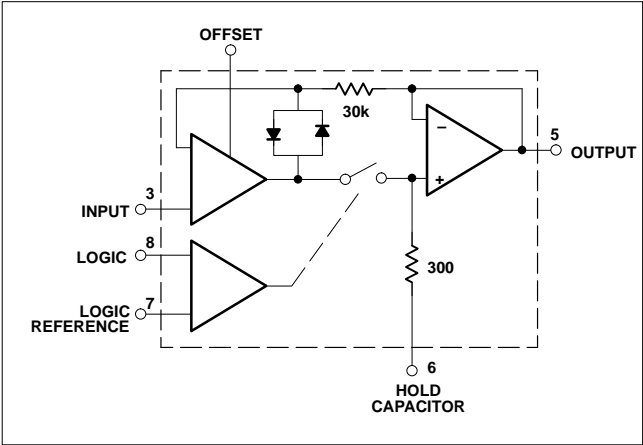 OFFSET
30k
−
+
5
OUTPUT
3
INPUT
8
LOGIC
7
LOGIC
REFERENCE
300
6
HOLD
CAPACITOR